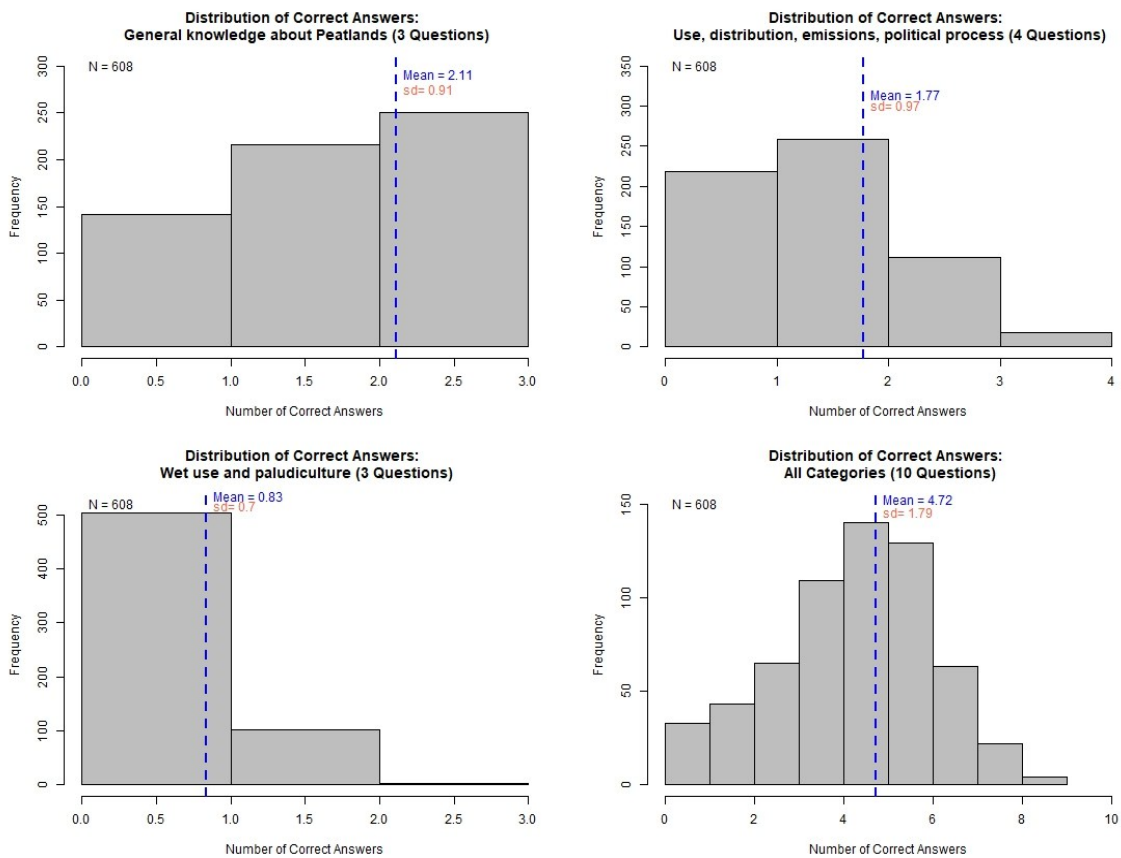 Distribution of Correct Answers:
General knowledge about Peatlands (3 Questions)
N = 608
Mean = 2.11
sd= 0.91
Frequency
300
250
200
150
100
50
0
0.0 0.5 1.0 1.5 2.0 2.5 3.0
Number of Correct Answers
Distribution of Correct Answers:
Use, distribution, emissions, political process (4 Questions)
N = 608
Mean = 1.77
sd= 0.97
Frequency
350
300
250
200
150
100
50
0
0 1 2 3 4
Number of Correct Answers
Distribution of Correct Answers:
Wet use and paludiculture (3 Questions)
N = 608
Mean = 0.83
sd= 0.7
Frequency
500
400
300
200
100
0
0.0 0.5 1.0 1.5 2.0 2.5 3.0
Number of Correct Answers
Distribution of Correct Answers:
All Categories (10 Questions)
N = 608
Mean = 4.72
sd= 1.79
Frequency
150
100
50
0
0 2 4 6 8 10
Number of Correct Answers